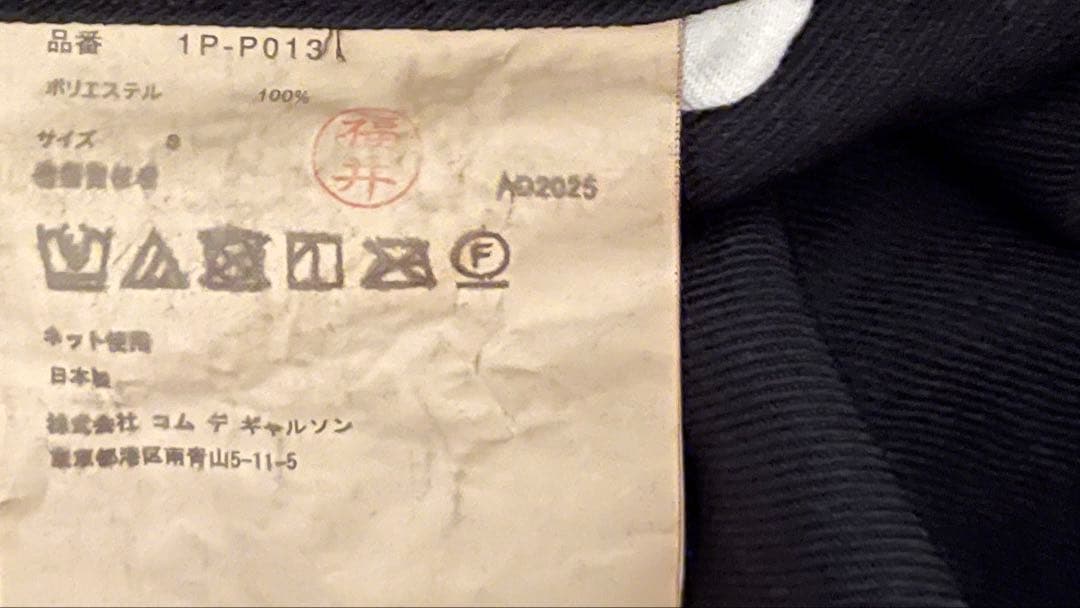 品番 1P-P013
ポリエステル 100%
サイズ S
福井
AD2025
F
ネット使用
日本製
株式会社 コム デ ギャルソン
東京都港区南青山5-11-5